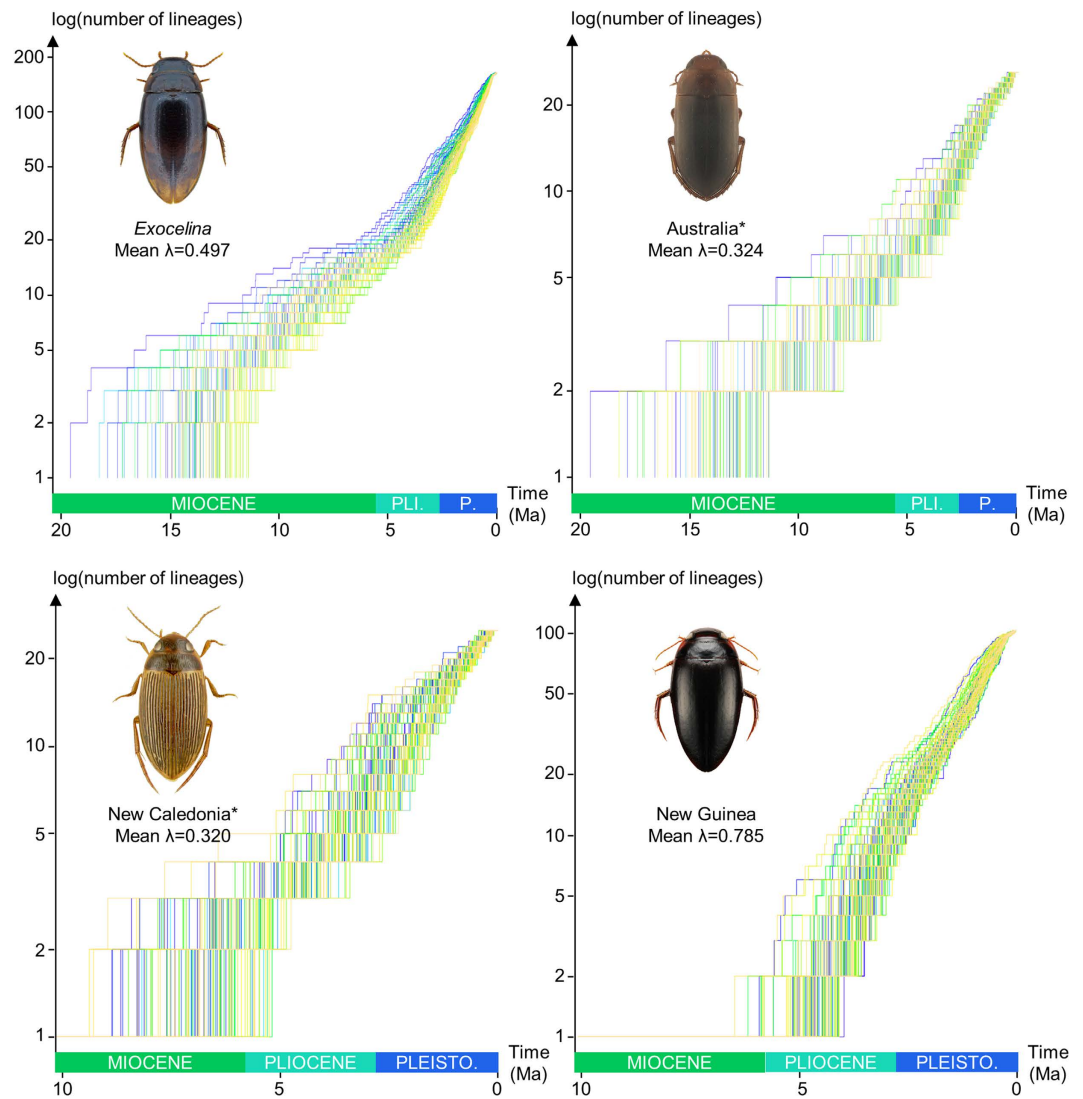 log(number of lineages)
200
100
50
20
10
5
2
1
Exocelina
Mean λ=0.497
MIOCENE PLI. P.
Time
(Ma)
20 15 10 5 0
log(number of lineages)
20
10
5
2
1
Australia*
Mean λ=0.324
MIOCENE PLI. P.
Time
(Ma)
20 15 10 5 0
log(number of lineages)
20
10
5
2
1
New Caledonia*
Mean λ=0.320
MIOCENE PLIOCENE PLEISTO.
Time
(Ma)
10 5 0
log(number of lineages)
100
50
20
10
5
2
1
New Guinea
Mean λ=0.785
MIOCENE PLIOCENE PLEISTO.
Time
(Ma)
10 5 0